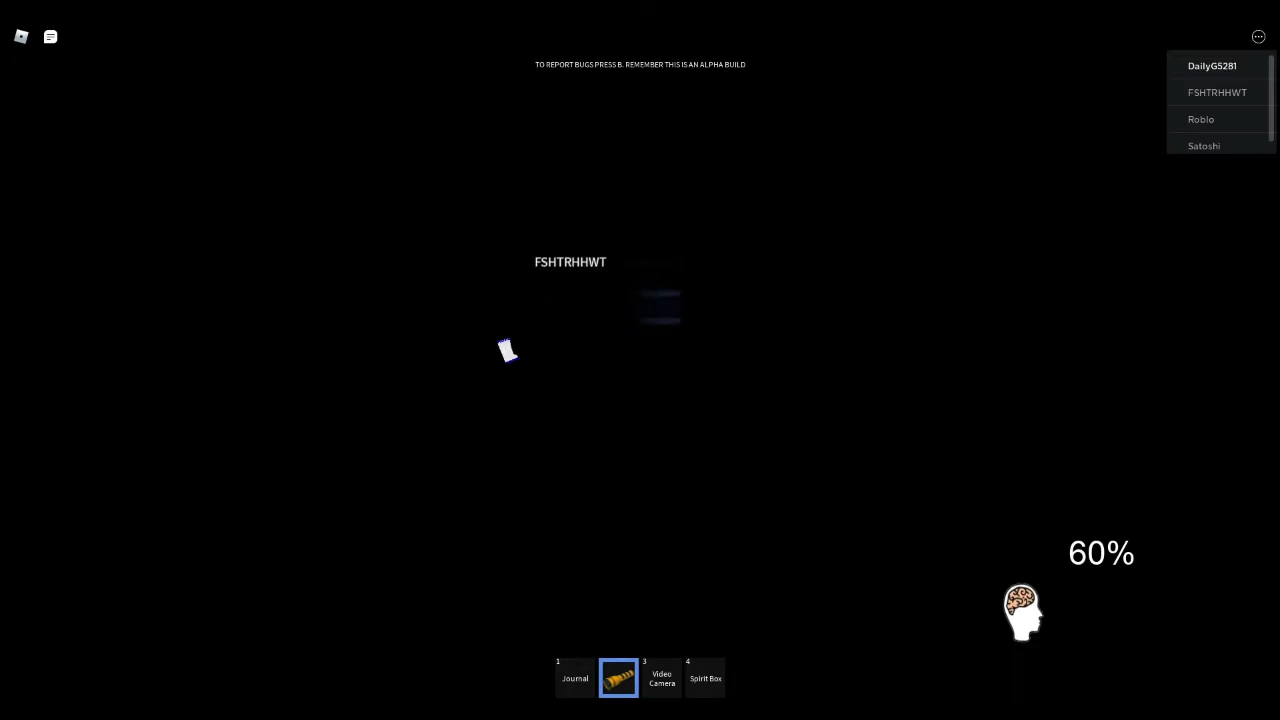 TO REPORT BUGS PRESS B. REMEMBER THIS IS AN ALPHA BUILD
DailyG5281
FSHTRHHWT
Roblo
Satoshi
FSHTRHHWT
60%
1
Journal
3
Video
Camera
4
Spirit Box